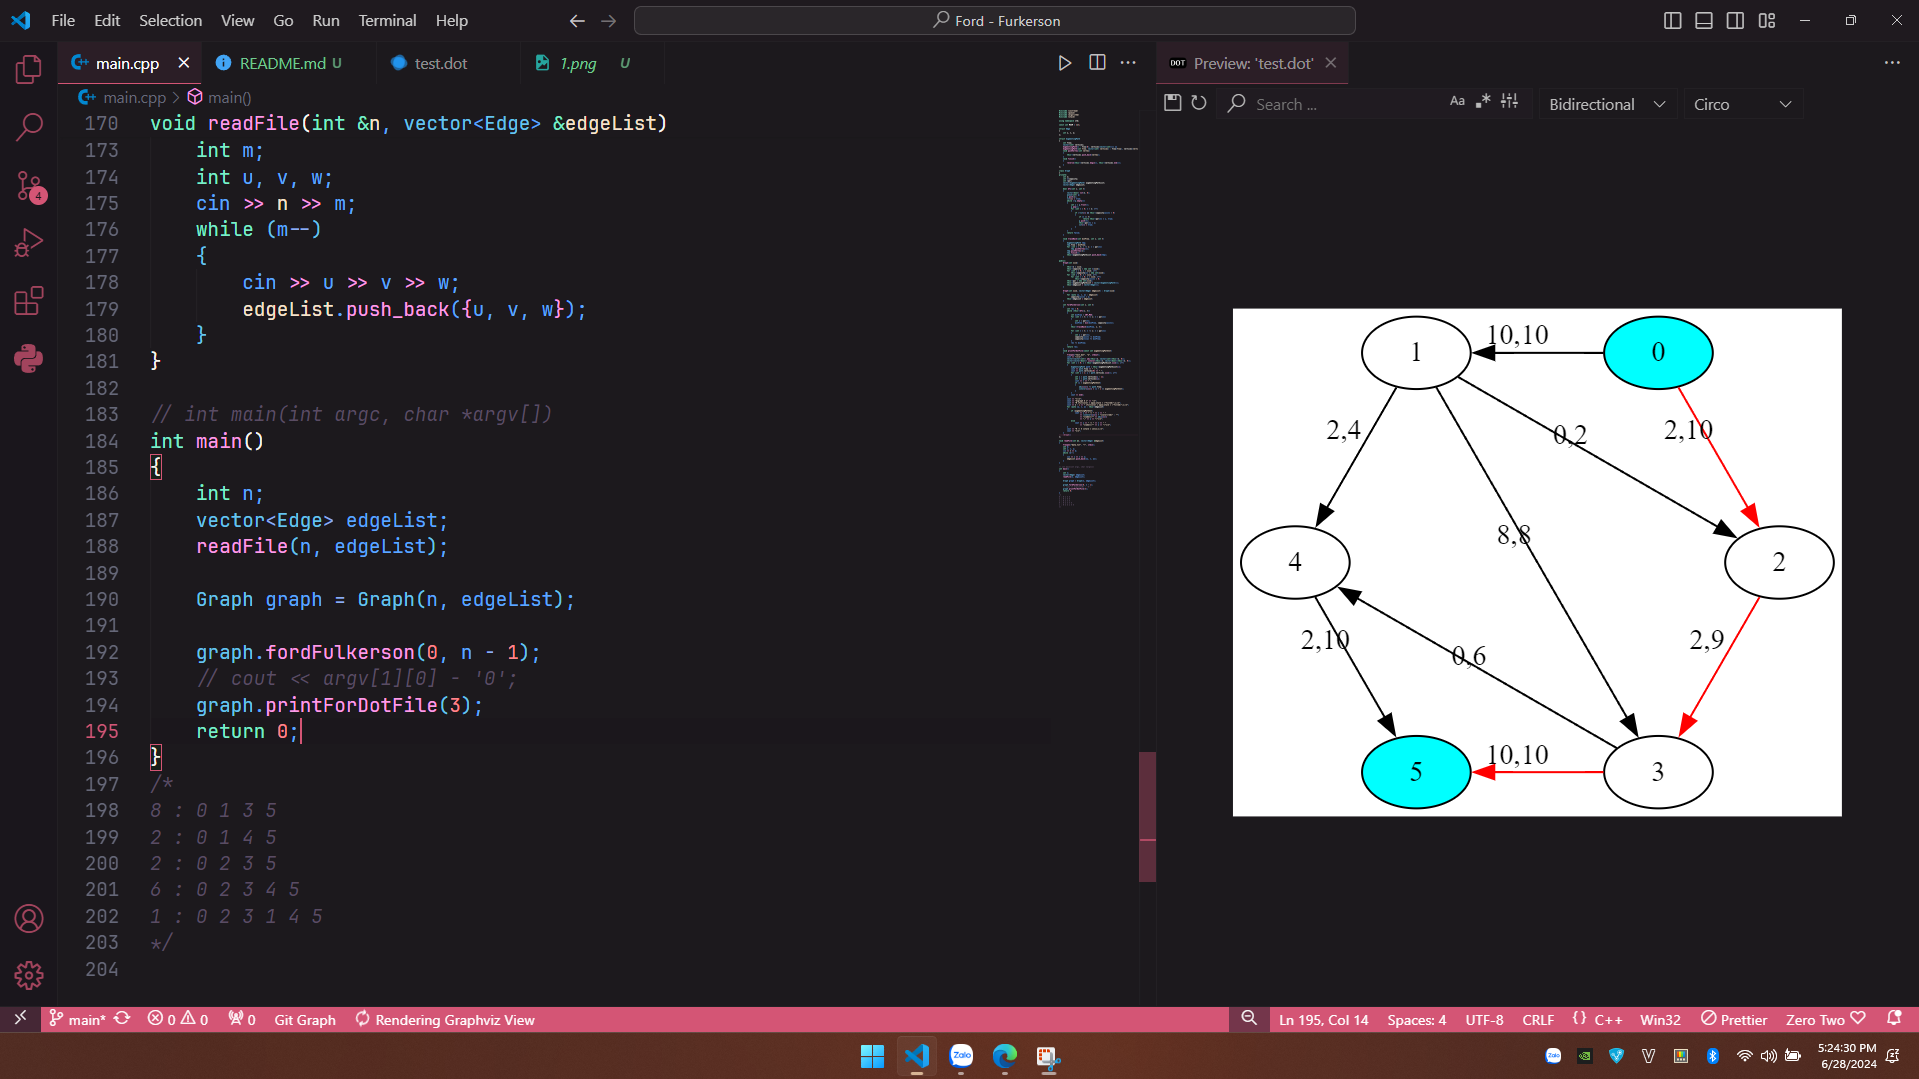 File Edit Selection View Go Run Terminal Help
Ford - Furkerson
main.cpp
README.md U
test.dot
1.png U
DOT Preview: 'test.dot'
main.cpp > main()
Search ...
Aa
Bidirectional
Circo
170 void readFile(int &n, vector<Edge> &edgeList)
173 int m;
174 int u, v, w;
175 cin >> n >> m;
176 while (m--)
177 {
178 cin >> u >> v >> w;
179 edgeList.push_back({u, v, w});
180 }
181 }
182
183 // int main(int argc, char *argv[])
184 int main()
185 {
186 int n;
187 vector<Edge> edgeList;
188 readFile(n, edgeList);
189
190 Graph graph = Graph(n, edgeList);
191
192 graph.fordFulkerson(0, n - 1);
193 // cout << argv[1][0] - '0';
194 graph.printForDotFile(3);
195 return 0;
196 }
197 /*
198 8 : 0 1 3 5
199 2 : 0 1 4 5
200 2 : 0 2 3 5
201 6 : 0 2 3 4 5
202 1 : 0 2 3 1 4 5
203 */
204
1
10,10
0
2,4
0,2
2,10
8,8
4
2
2,10
0,6
2,9
5
10,10
3
4
main* 0 0 0 Git Graph Rendering Graphviz View
Ln 195, Col 14 Spaces: 4 UTF-8 CRLF {} C++ Win32 Prettier Zero Two
Zalo
5:24:30 PM
6/28/2024